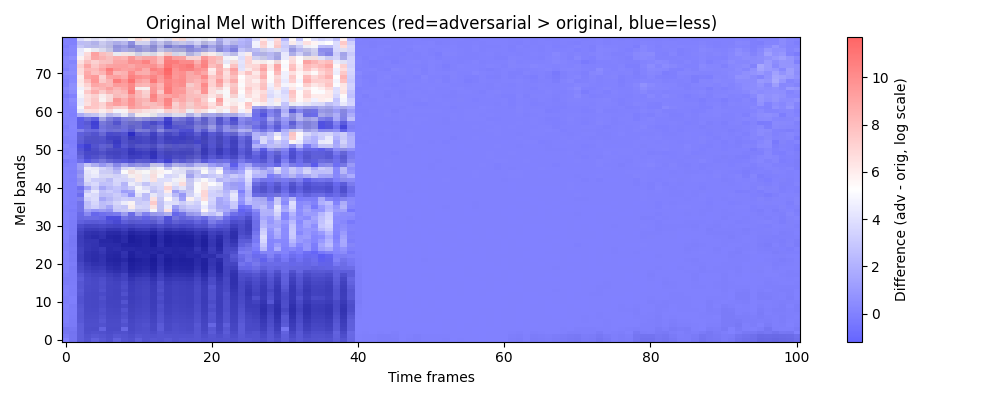 Original Mel with Differences (red=adversarial > original, blue=less)
Mel bands
70
60
50
40
30
20
10
0
0 20 40 60 80 100
Time frames
10
8
6
4
2
0
Difference (adv - orig, log scale)